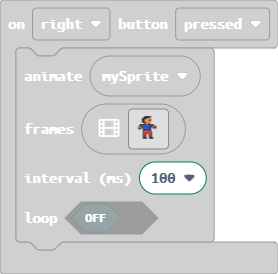 on right button pressed
animate mySprite
frames
interval (ms) 100
loop OFF